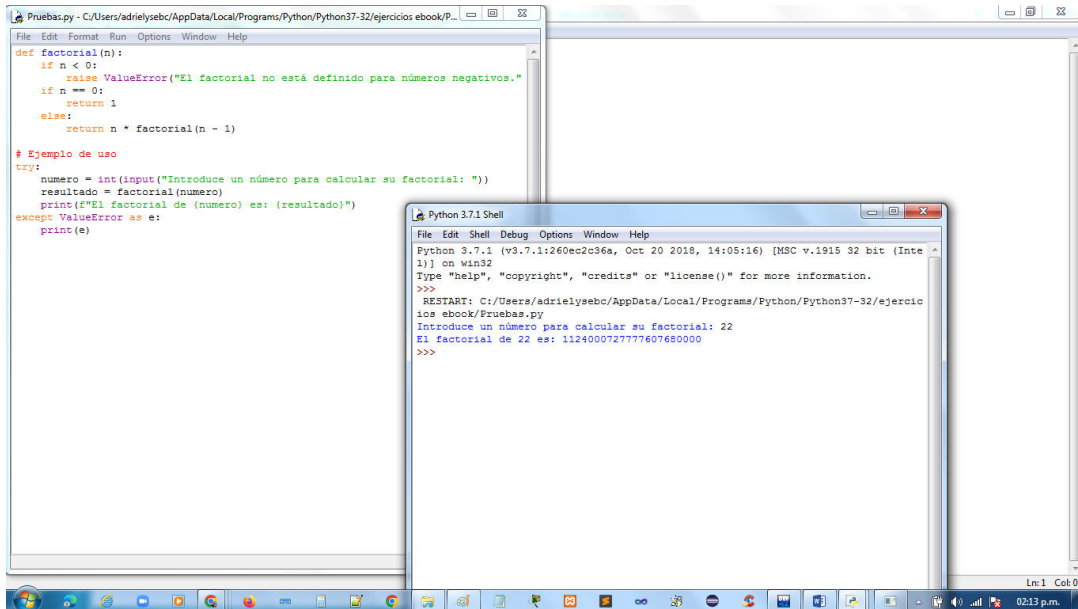 Pruebas.py - C:/Users/adrielysebc/AppData/Local/Programs/Python/Python37-32/ejercicios ebook/P...
File Edit Format Run Options Window Help
def factorial(n):
    if n < 0:
        raise ValueError("El factorial no está definido para números negativos."
    if n == 0:
        return 1
    else:
        return n * factorial(n - 1)
# Ejemplo de uso
try:
    numero = int(input("Introduce un número para calcular su factorial: "))
    resultado = factorial(numero)
    print(f"El factorial de {numero} es: {resultado}")
except ValueError as e:
    print(e)
Python 3.7.1 Shell
File Edit Shell Debug Options Window Help
Python 3.7.1 (v3.7.1:260ec2c36a, Oct 20 2018, 14:05:16) [MSC v.1915 32 bit (Inte
l)] on win32
Type "help", "copyright", "credits" or "license()" for more information.
>>>
 RESTART: C:/Users/adrielysebc/AppData/Local/Programs/Python/Python37-32/ejercic
ios ebook/Pruebas.py
Introduce un número para calcular su factorial: 22
El factorial de 22 es: 1124000727777607680000
>>>
Ln: 1 Col: 0
02:13 p.m.